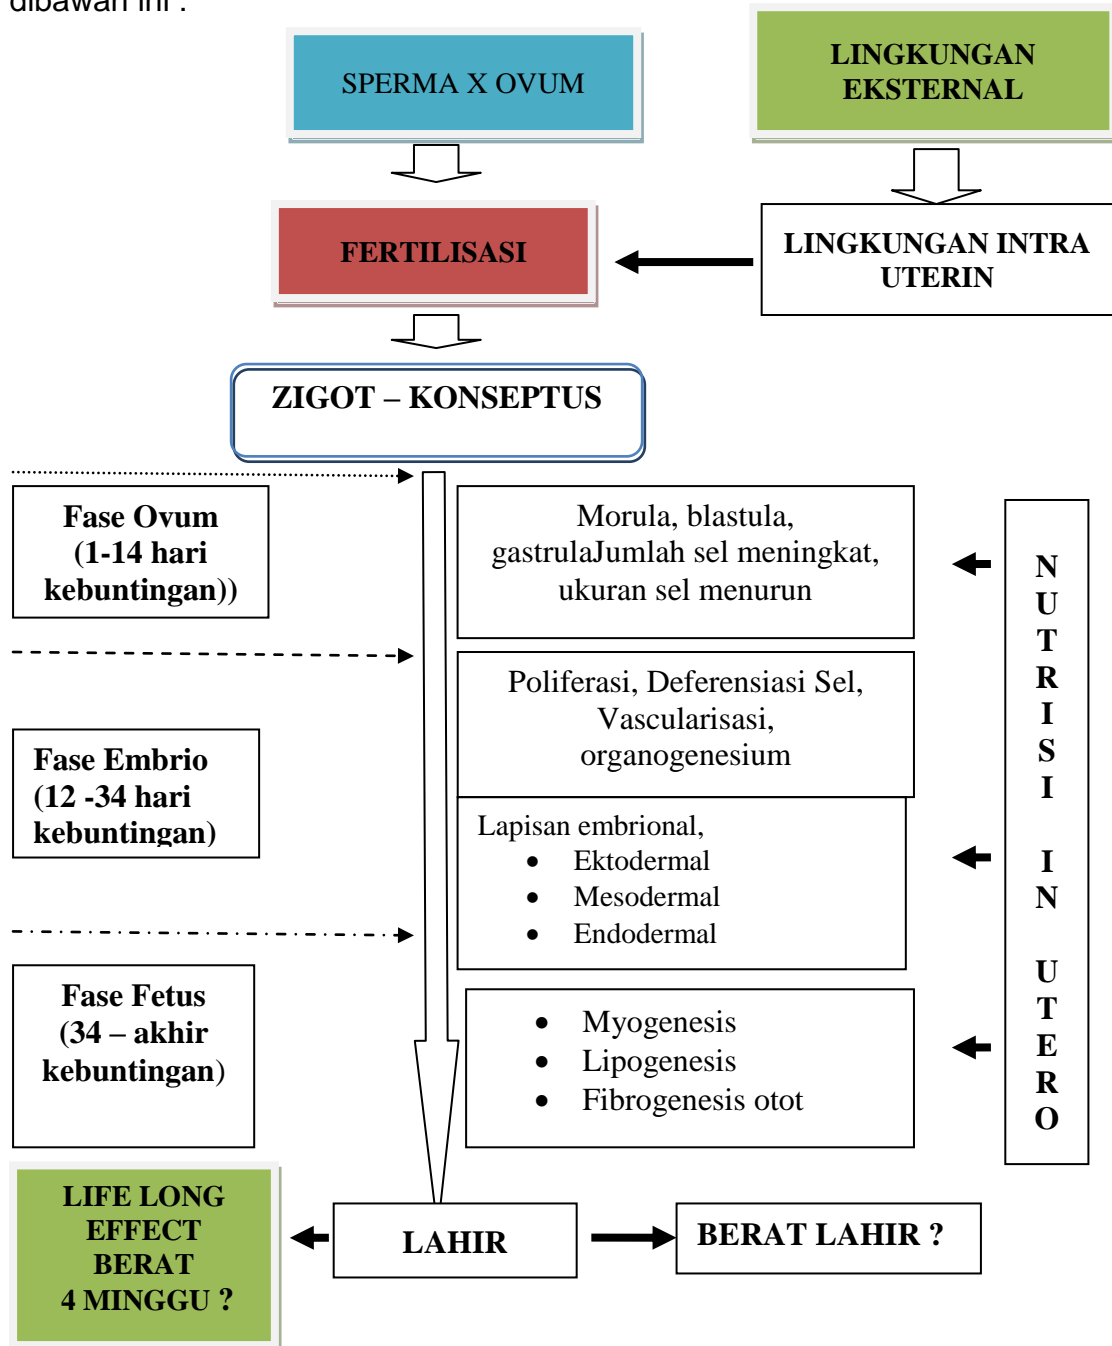 dibawah ini :
SPERMA X OVUM
LINGKUNGAN
EKSTERNAL
FERTILISASI
LINGKUNGAN INTRA
UTERIN
ZIGOT – KONSEPTUS
Fase Ovum
(1-14 hari
kebuntingan))
Morula, blastula,
gastrulaJumlah sel meningkat,
ukuran sel menurun
Poliferasi, Deferensiasi Sel,
Vascularisasi,
organogenesium
Fase Embrio
(12 -34 hari
kebuntingan)
Lapisan embrional,
• Ektodermal
• Mesodermal
• Endodermal
Fase Fetus
(34 – akhir
kebuntingan)
• Myogenesis
• Lipogenesis
• Fibrogenesis otot
N
U
T
R
I
S
I
I
N
U
T
E
R
O
LIFE LONG
EFFECT
BERAT
4 MINGGU ?
LAHIR
BERAT LAHIR ?